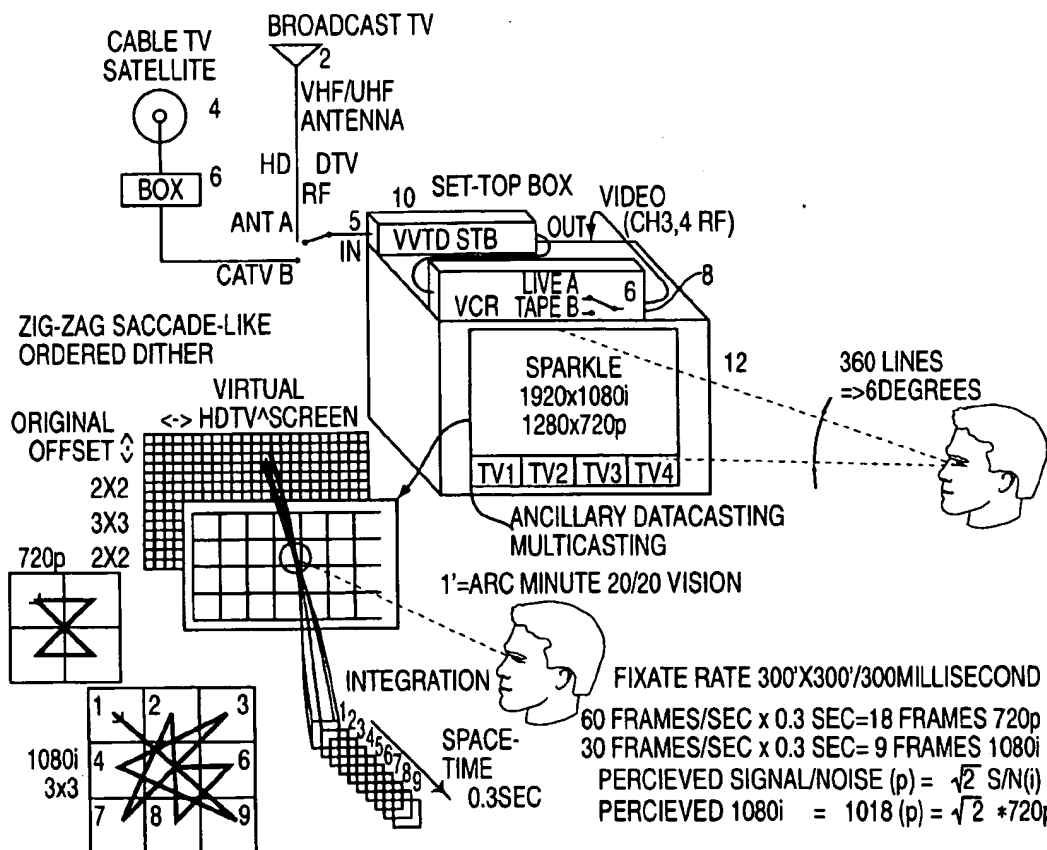 BROADCAST TV
2
CABLE TV
SATELLITE
4
VHF/UHF
ANTENNA
HD DTV
RF
BOX 6
10 SET-TOP BOX
VIDEO
(CH3,4 RF)
ANT A
5
IN
VVTD STB
OUT
CATV B
LIVE A
VCR TAPE B
6
8
ZIG-ZAG SACCADE-LIKE
ORDERED DITHER
SPARKLE
1920x1080i
1280x720p
12
360 LINES
=>6DEGREES
VIRTUAL
<-> HDTV^SCREEN
ORIGINAL
OFFSET
2X2
3X3
2X2
TV1 TV2 TV3 TV4
ANCILLARY DATACASTING
MULTICASTING
720p
1'=ARC MINUTE 20/20 VISION
INTEGRATION
FIXATE RATE 300'X300'/300MILLISECOND
1 2 3
4 6
7 8 9
1080i
3x3
1 2 3 4 5 6 7 8 9
SPACE-
TIME
0.3SEC
60 FRAMES/SEC x 0.3 SEC=18 FRAMES 720p
30 FRAMES/SEC x 0.3 SEC= 9 FRAMES 1080i
PERCIEVED SIGNAL/NOISE (p) = √2 S/N(i)
PERCIEVED 1080i = 1018 (p) = √2 *720p